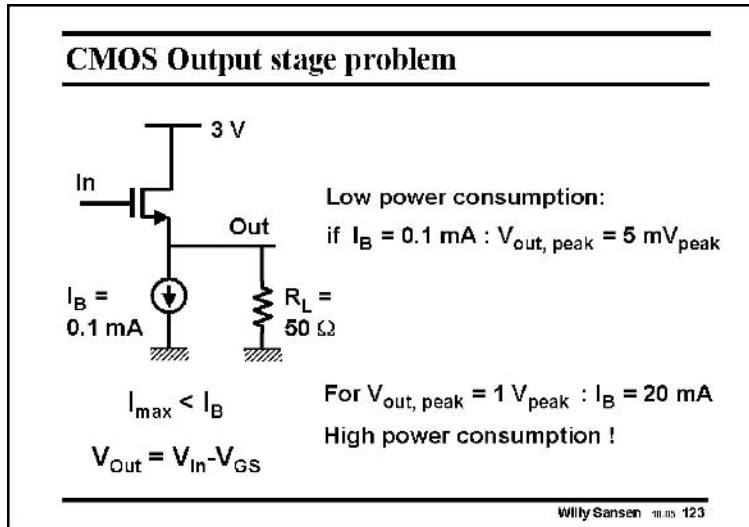 CMOS Output stage problem
3 V
In
Out
I_B =
0.1 mA
R_L =
50 Ω
I_max < I_B
V_Out = V_In-V_GS
Low power consumption:
if I_B = 0.1 mA : V_out, peak = 5 mV_peak
For V_out, peak = 1 V_peak : I_B = 20 mA
High power consumption !
Willy Sansen 10.05 123